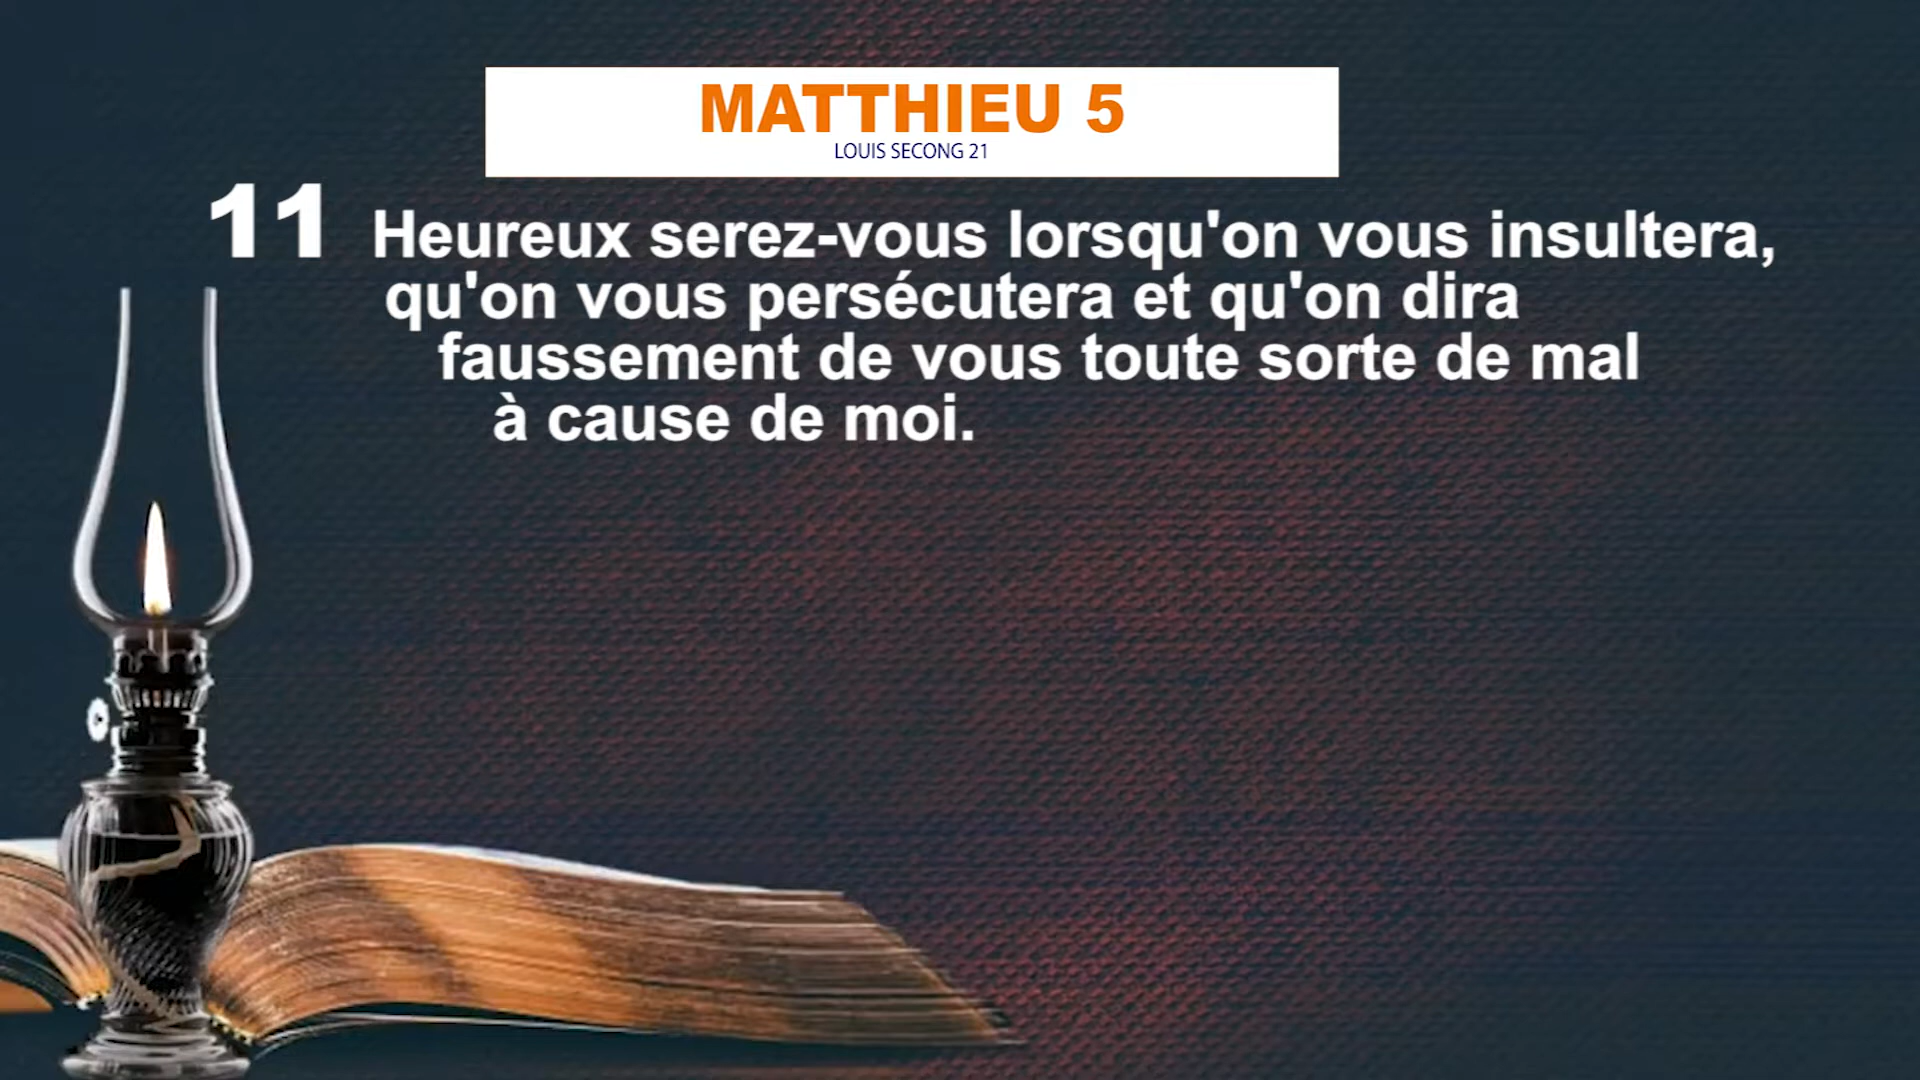 MATTHIEU 5
LOUIS SECONG 21
11 Heureux serez-vous lorsqu'on vous insultera,
qu'on vous persécutera et qu'on dira
faussement de vous toute sorte de mal
à cause de moi.